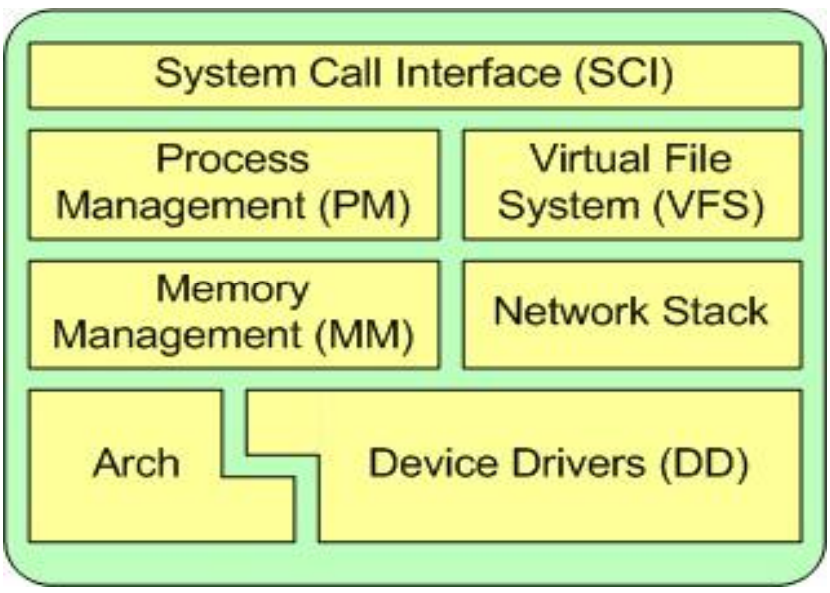 System Call Interface (SCI)
Process
Management (PM)
Virtual File
System (VFS)
Memory
Management (MM)
Network Stack
Arch
Device Drivers (DD)